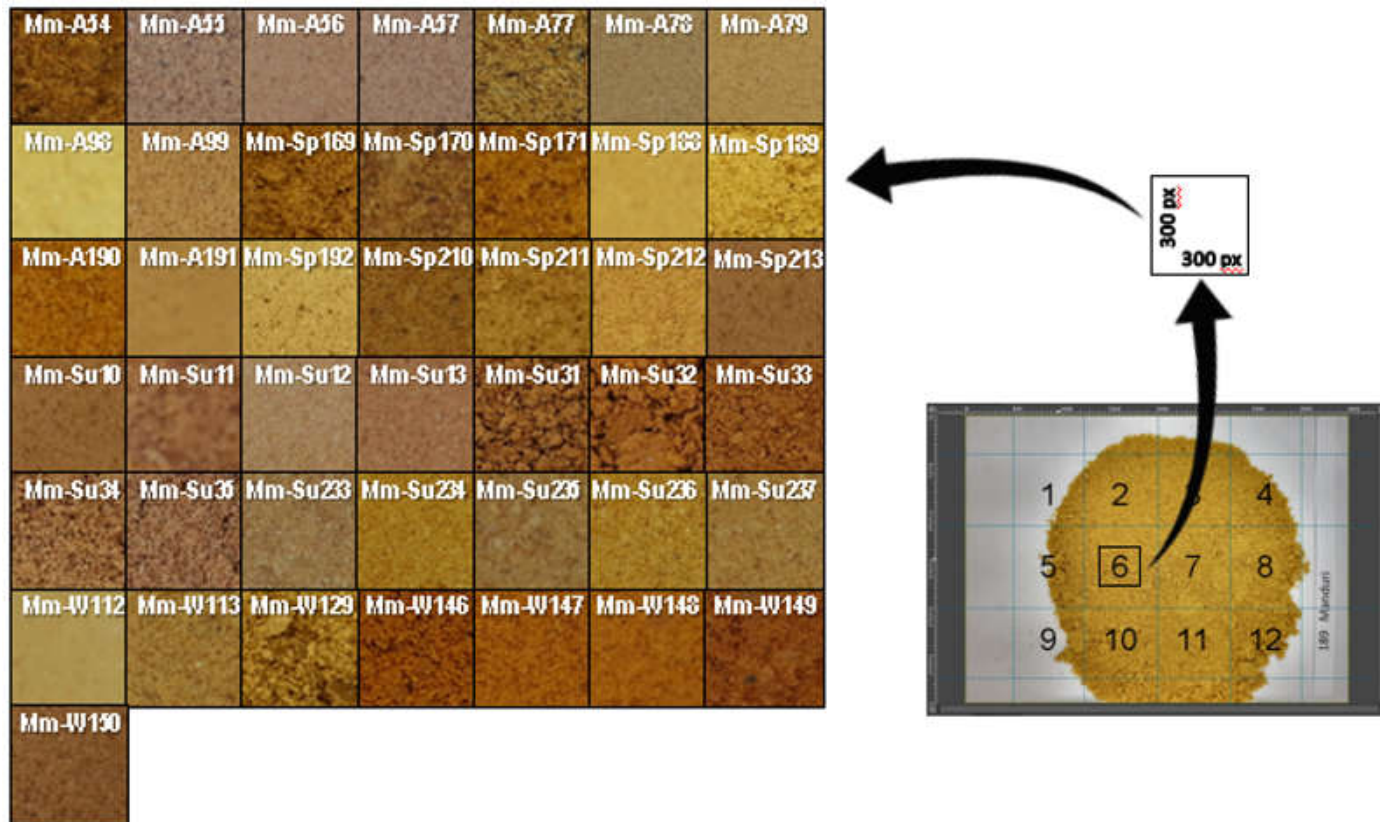 Mm-A54 Mm-A55 Mm-A56 Mm-A57 Mm-A77 Mm-A78 Mm-A79
Mm-A98 Mm-A99 Mm-Sp169 Mm-Sp170 Mm-Sp171 Mm-Sp188 Mm-Sp189
Mm-A190 Mm-A191 Mm-Sp192 Mm-Sp210 Mm-Sp211 Mm-Sp212 Mm-Sp213
Mm-Su10 Mm-Su11 Mm-Su12 Mm-Su13 Mm-Su31 Mm-Su32 Mm-Su33
Mm-Su34 Mm-Su35 Mm-Su233 Mm-Su234 Mm-Su235 Mm-Su236 Mm-Su237
Mm-W112 Mm-W113 Mm-W129 Mm-W146 Mm-W147 Mm-W148 Mm-W149
Mm-W150
300 px
300 px
1 2 3 4
5 6 7 8
9 10 11 12
189 Manduri